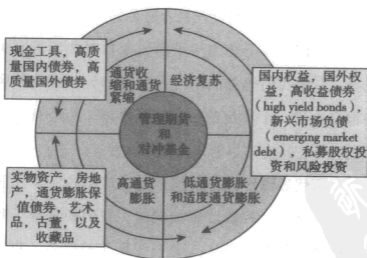 现金工具，高质
量国内债券，高
质量国外债券
通货收
缩和通货
紧缩
经济复苏
国内权益，国外权
益，高收益债券
（high yield bonds），
新兴市场负债
（emerging market
debt），私募股权投
资和风险投资
管理期货
和
对冲基金
实物资产，房地
产，通货膨胀保
值债券，艺术
品，古董，以及
收藏品
高通货
膨胀
低通货膨胀
和适度通货膨胀